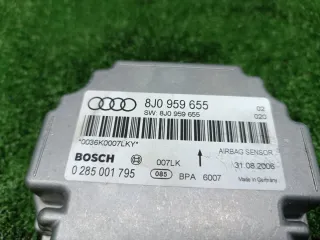 8J0 959 655
SW: 8J0 959 655
02
020
*0036K0007LKY*
AIRBAG SENSOR
BOSCH
007LK
31.08.2006
0 285 001 795
085
BPA 6007
Made in Germany